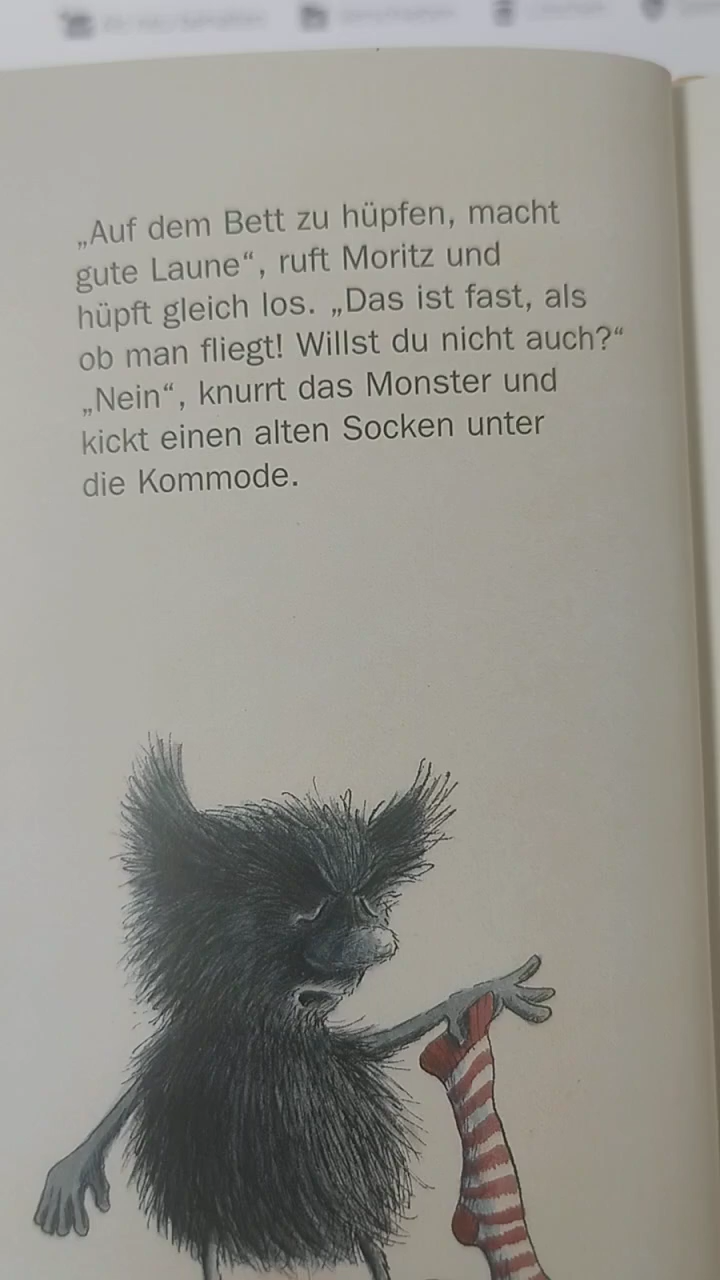 „Auf dem Bett zu hüpfen, macht
gute Laune“, ruft Moritz und
hüpft gleich los. „Das ist fast, als
ob man fliegt! Willst du nicht auch?“
„Nein“, knurrt das Monster und
kickt einen alten Socken unter
die Kommode.